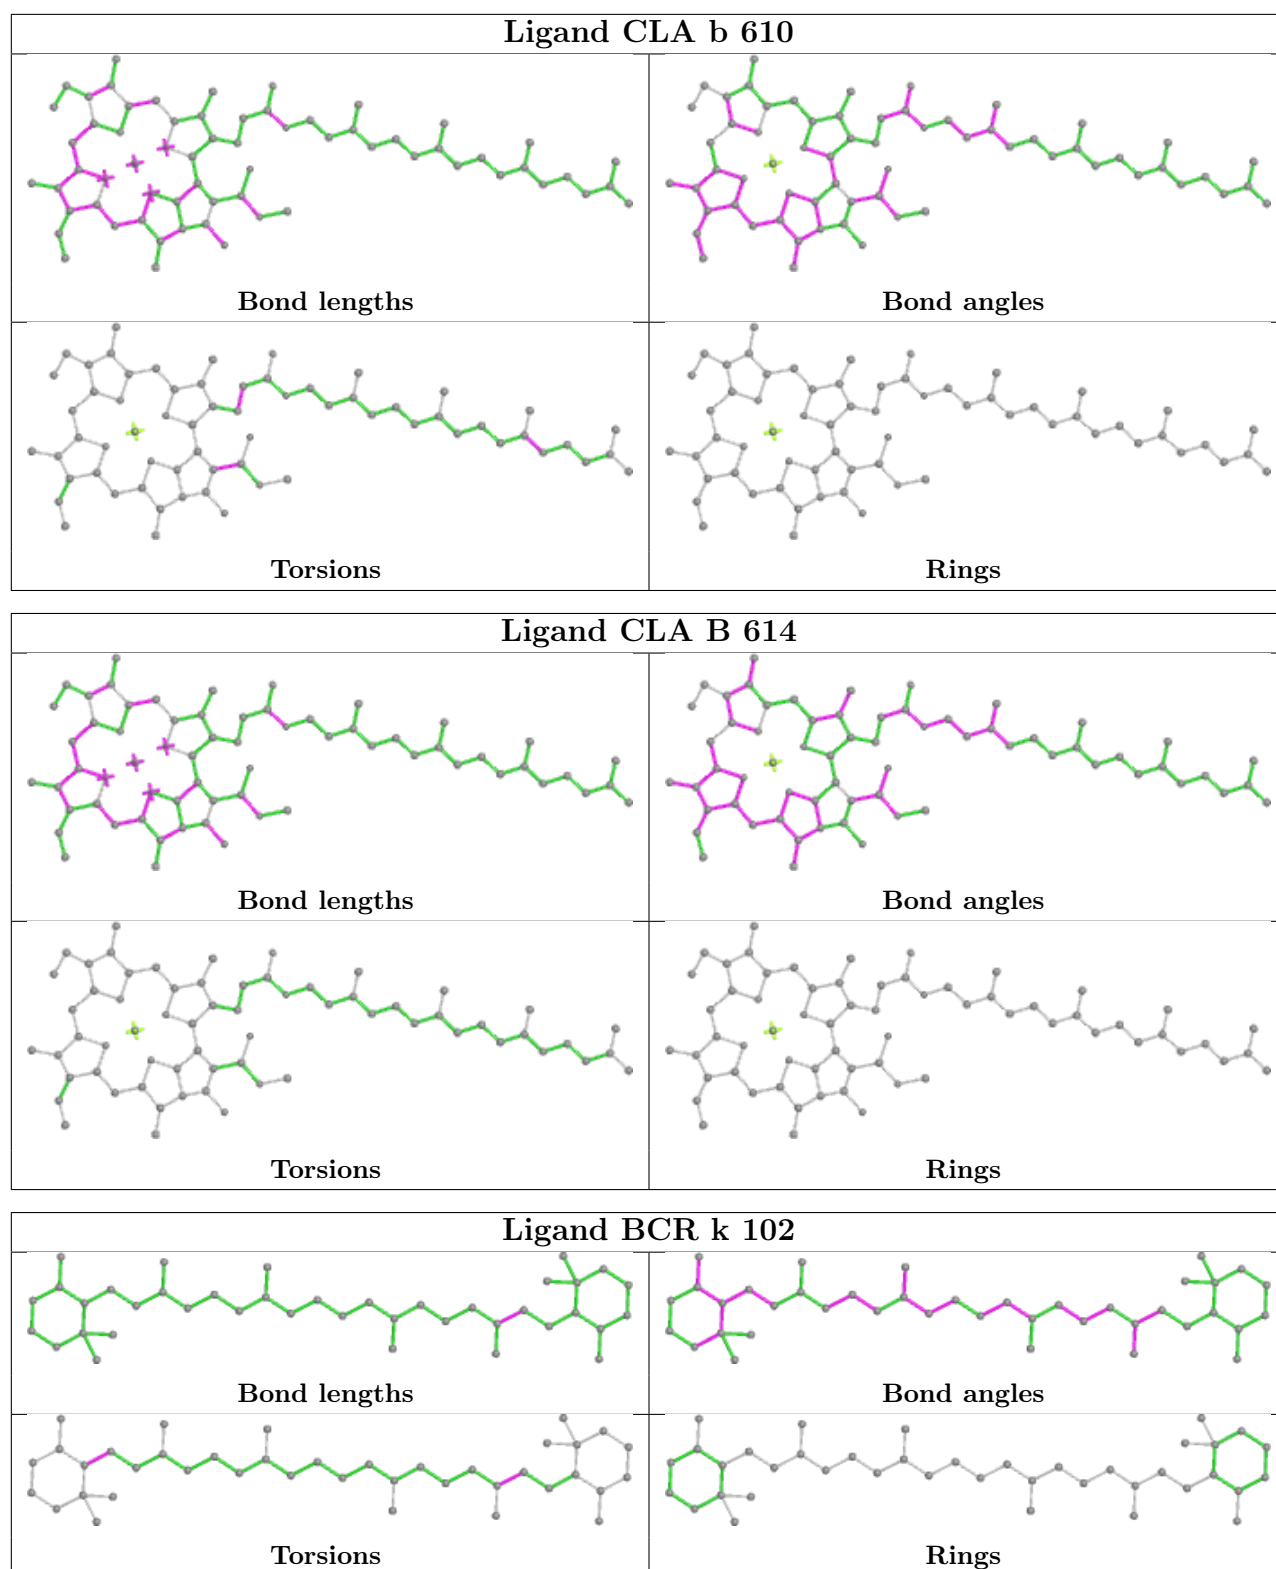 Ligand CLA b 610
Bond lengths
Bond angles
Torsions
Rings
Ligand CLA B 614
Bond lengths
Bond angles
Torsions
Rings
Ligand BCR k 102
Bond lengths
Bond angles
Torsions
Rings